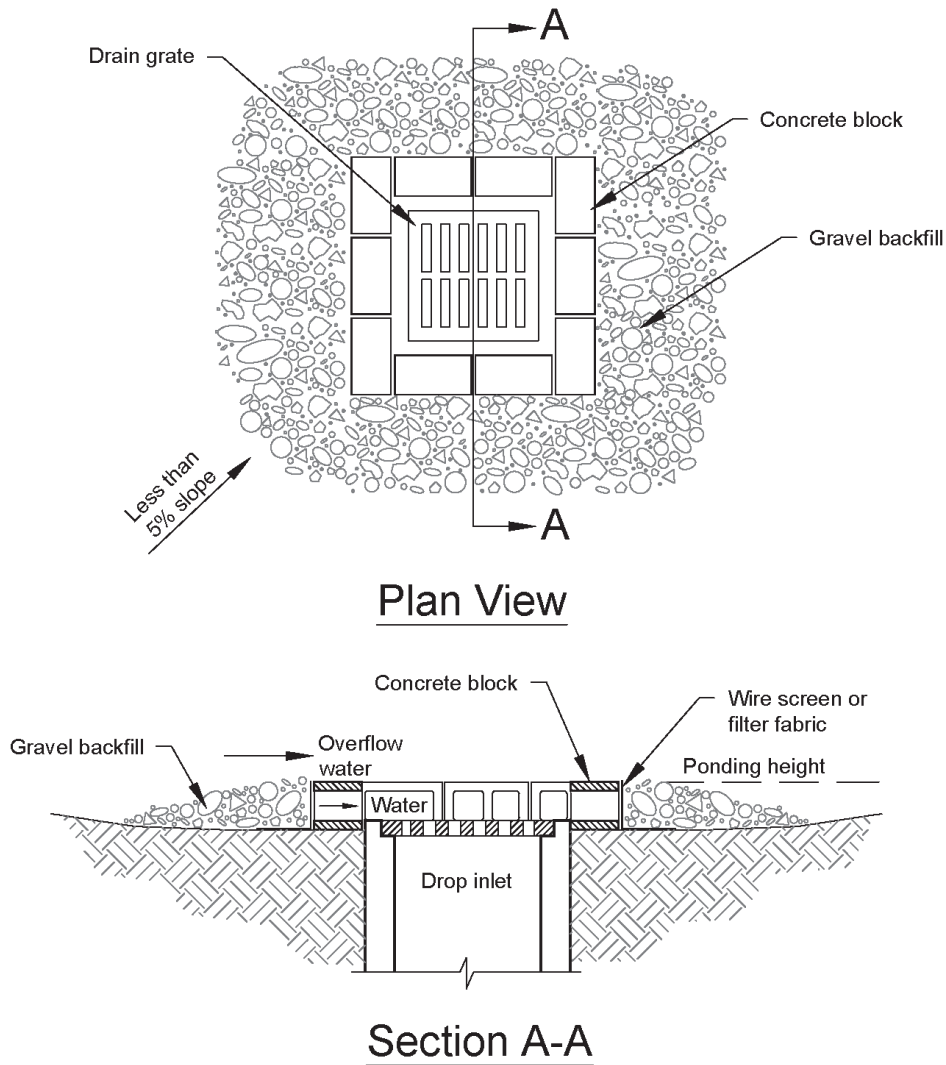 A
Drain grate
Concrete block
Gravel backfill
Less than
5% slope
A
Plan View
Concrete block
Wire screen or
filter fabric
Gravel backfill
Overflow
water
Ponding height
Water
Drop inlet
Section A-A